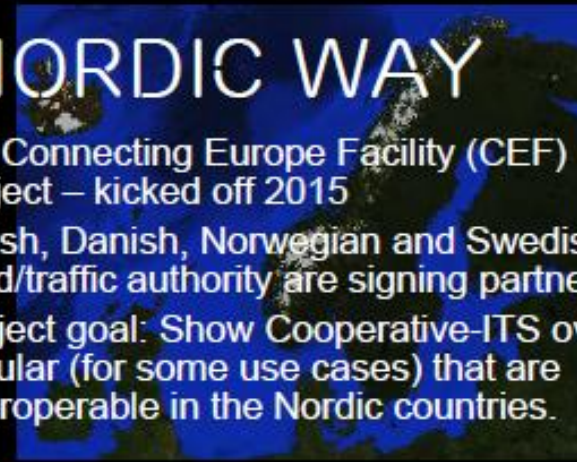 NORDIC WAY
Connecting Europe Facility (CEF)
ject – kicked off 2015
sh, Danish, Norwegian and Swedis
d/traffic authority are signing partne
ject goal: Show Cooperative-ITS ov
ular (for some use cases) that are
roperable in the Nordic countries.